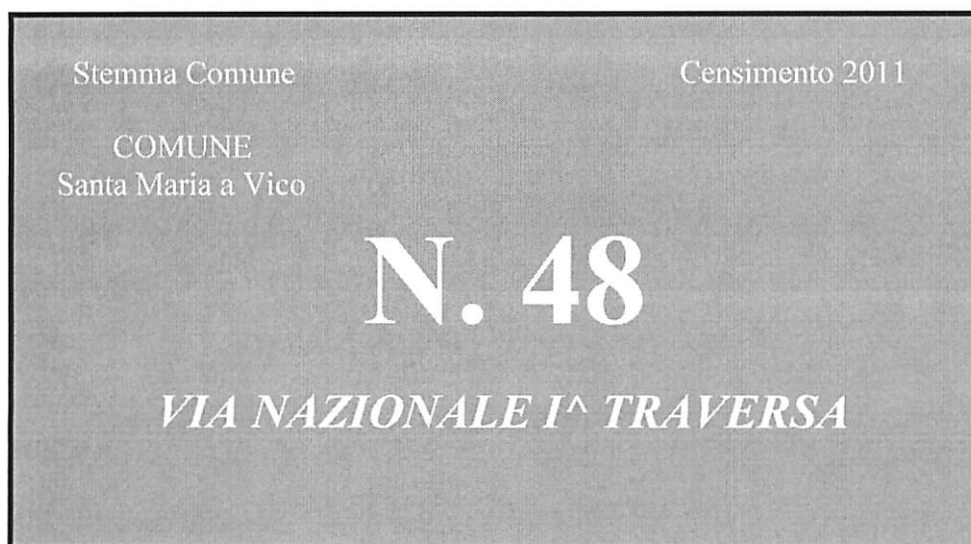 Stemma Comune
Censimento 2011
COMUNE
Santa Maria a Vico
N. 48
VIA NAZIONALE I^ TRAVERSA